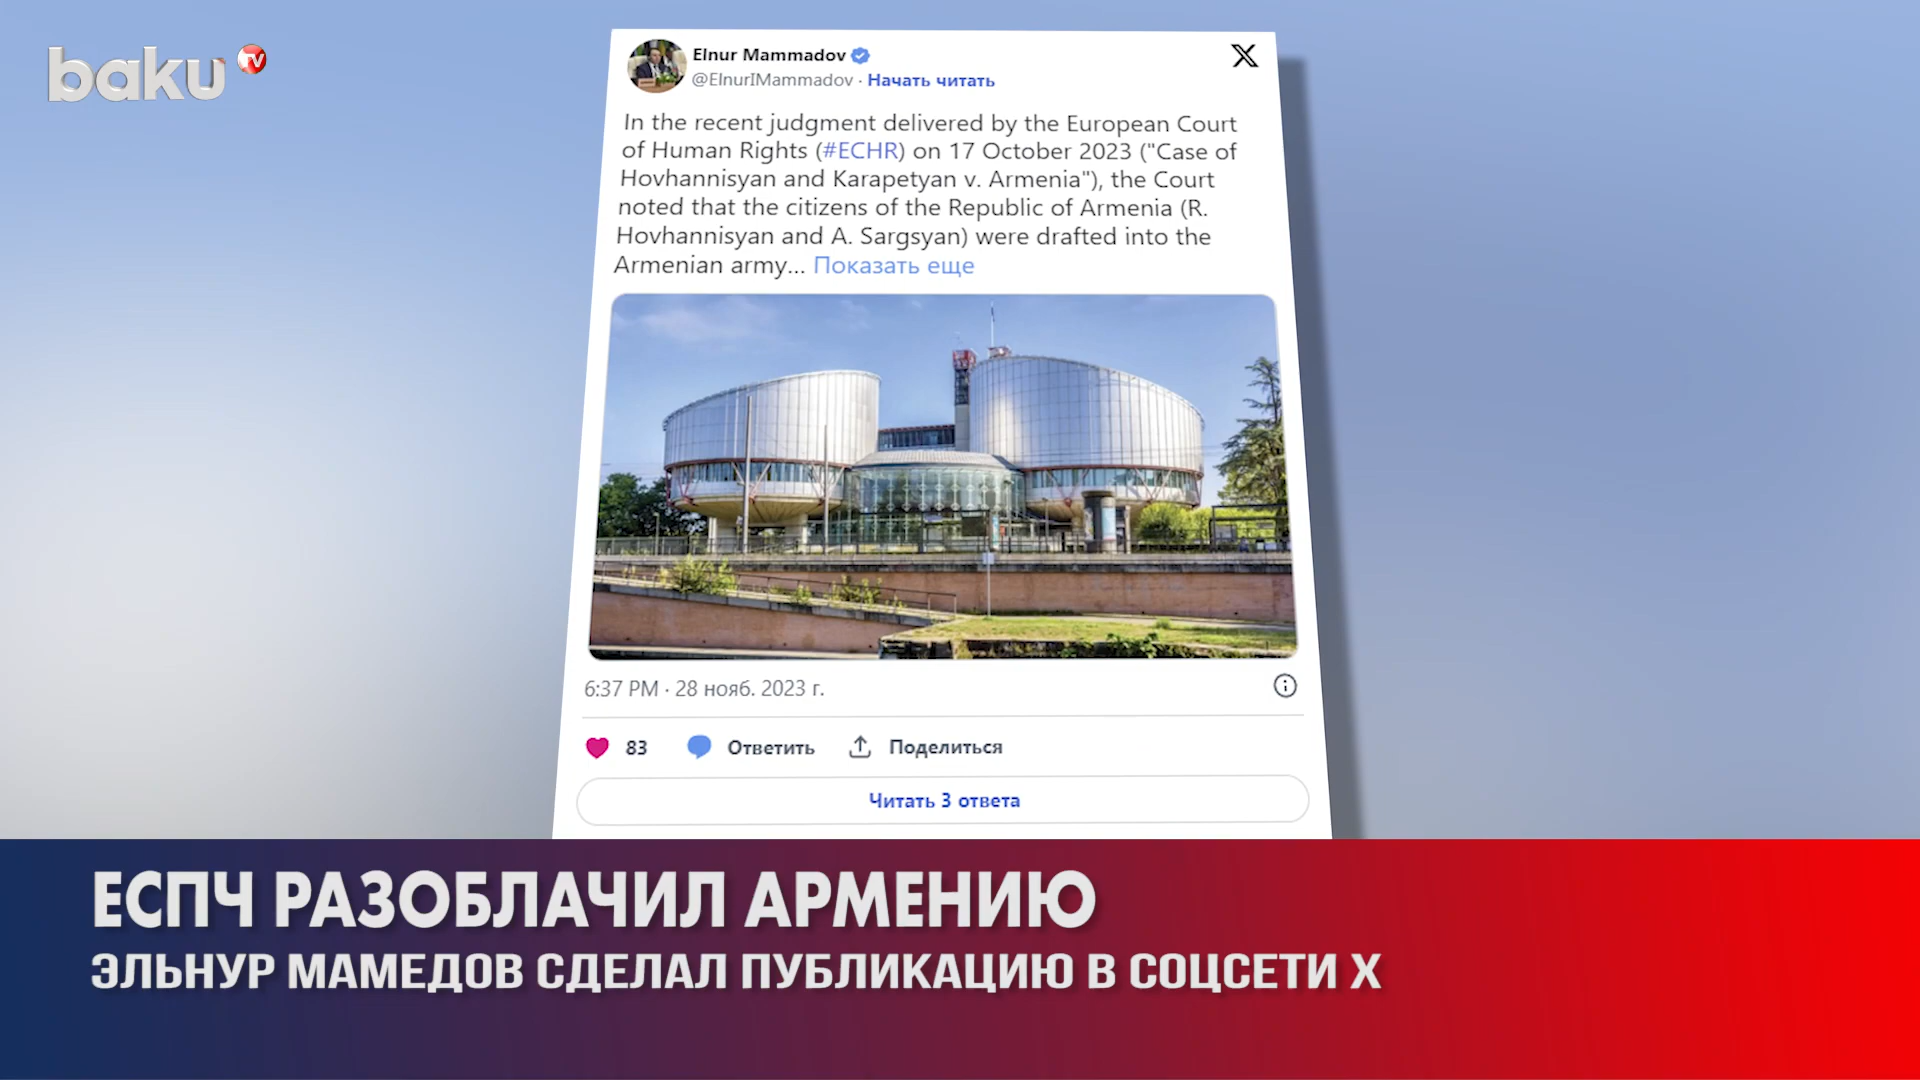 baku TV
Elnur Mammadov
@ElnurIMammadov · Начать читать
In the recent judgment delivered by the European Court
of Human Rights (#ECHR) on 17 October 2023 ("Case of
Hovhannisyan and Karapetyan v. Armenia"), the Court
noted that the citizens of the Republic of Armenia (R.
Hovhannisyan and A. Sargsyan) were drafted into the
Armenian army... Показать еще
6:37 PM · 28 нояб. 2023 г.
83 Ответить Поделиться
Читать 3 ответа
ЕСПЧ РАЗОБЛАЧИЛ АРМЕНИЮ
ЭЛЬНУР МАМЕДОВ СДЕЛАЛ ПУБЛИКАЦИЮ В СОЦСЕТИ X